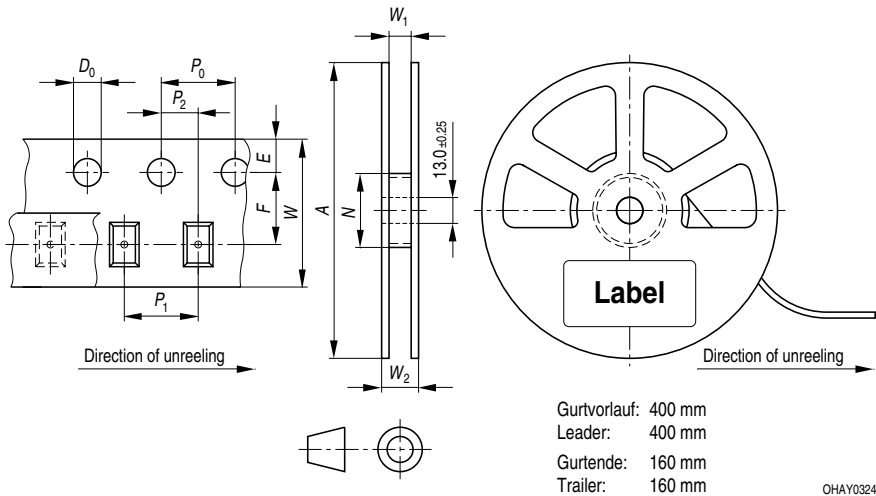 W1
D0
P0
P2
E
F
W
A
N
13.0±0.25
P1
Label
Direction of unreeling
W2
Direction of unreeling
Gurtvorlauf: 400 mm
Leader: 400 mm
Gurtende: 160 mm
Trailer: 160 mm
OHAY0324